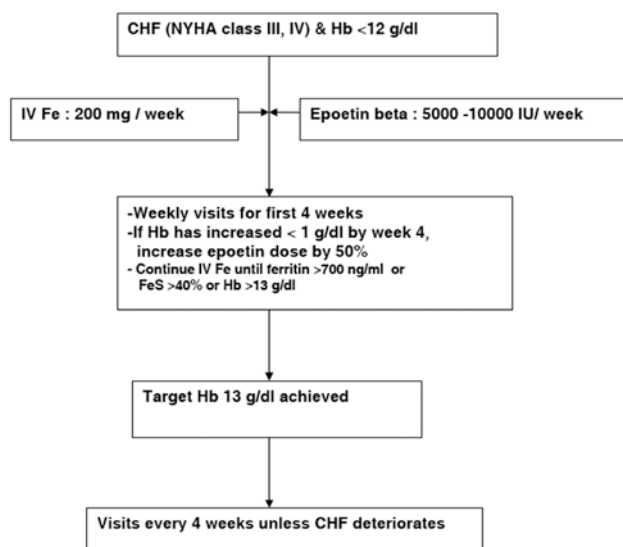 CHF (NYHA class III, IV) & Hb <12 g/dl
IV Fe : 200 mg / week
Epoetin beta : 5000 -10000 IU/ week
-Weekly visits for first 4 weeks
-If Hb has increased < 1 g/dl by week 4,
increase epoetin dose by 50%
- Continue IV Fe until ferritin >700 ng/ml or
FeS >40% or Hb >13 g/dl
Target Hb 13 g/dl achieved
Visits every 4 weeks unless CHF deteriorates